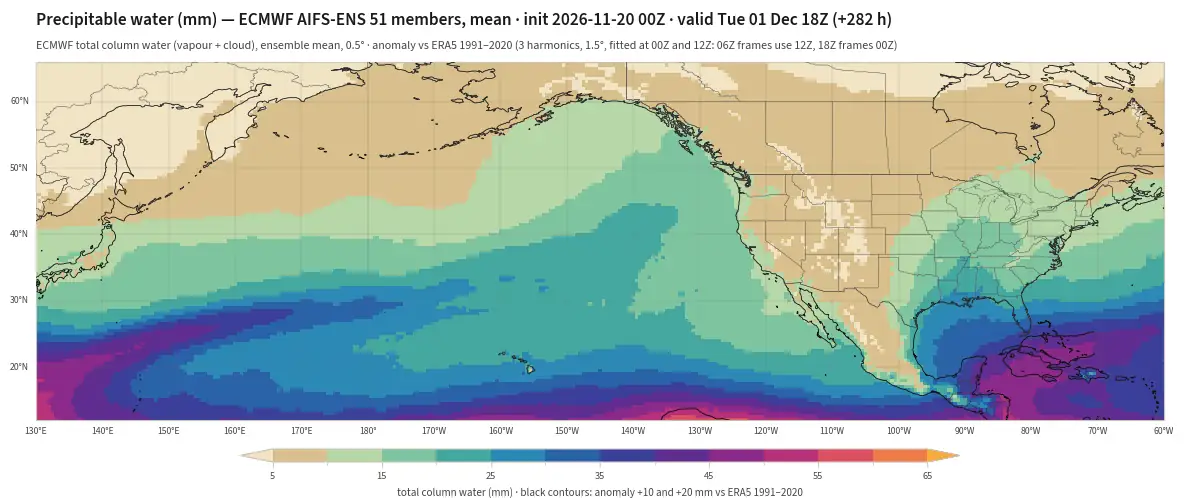 Precipitable water (mm) — ECMWF AIFS-ENS 51 members, mean · init 2026-11-20 00Z · valid Tue 01 Dec 18Z (+282 h)
ECMWF total column water (vapour + cloud), ensemble mean, 0.5° · anomaly vs ERA5 1991–2020 (3 harmonics, 1.5°, fitted at 00Z and 12Z: 06Z frames use 12Z, 18Z frames 00Z)
60°N
50°N
40°N
30°N
20°N
130°E 140°E 150°E 160°E 170°E 180° 170°W 160°W 150°W 140°W 130°W 120°W 110°W 100°W 90°W 80°W 70°W 60°W
5 15 25 35 45 55 65
total column water (mm) · black contours: anomaly +10 and +20 mm vs ERA5 1991–2020